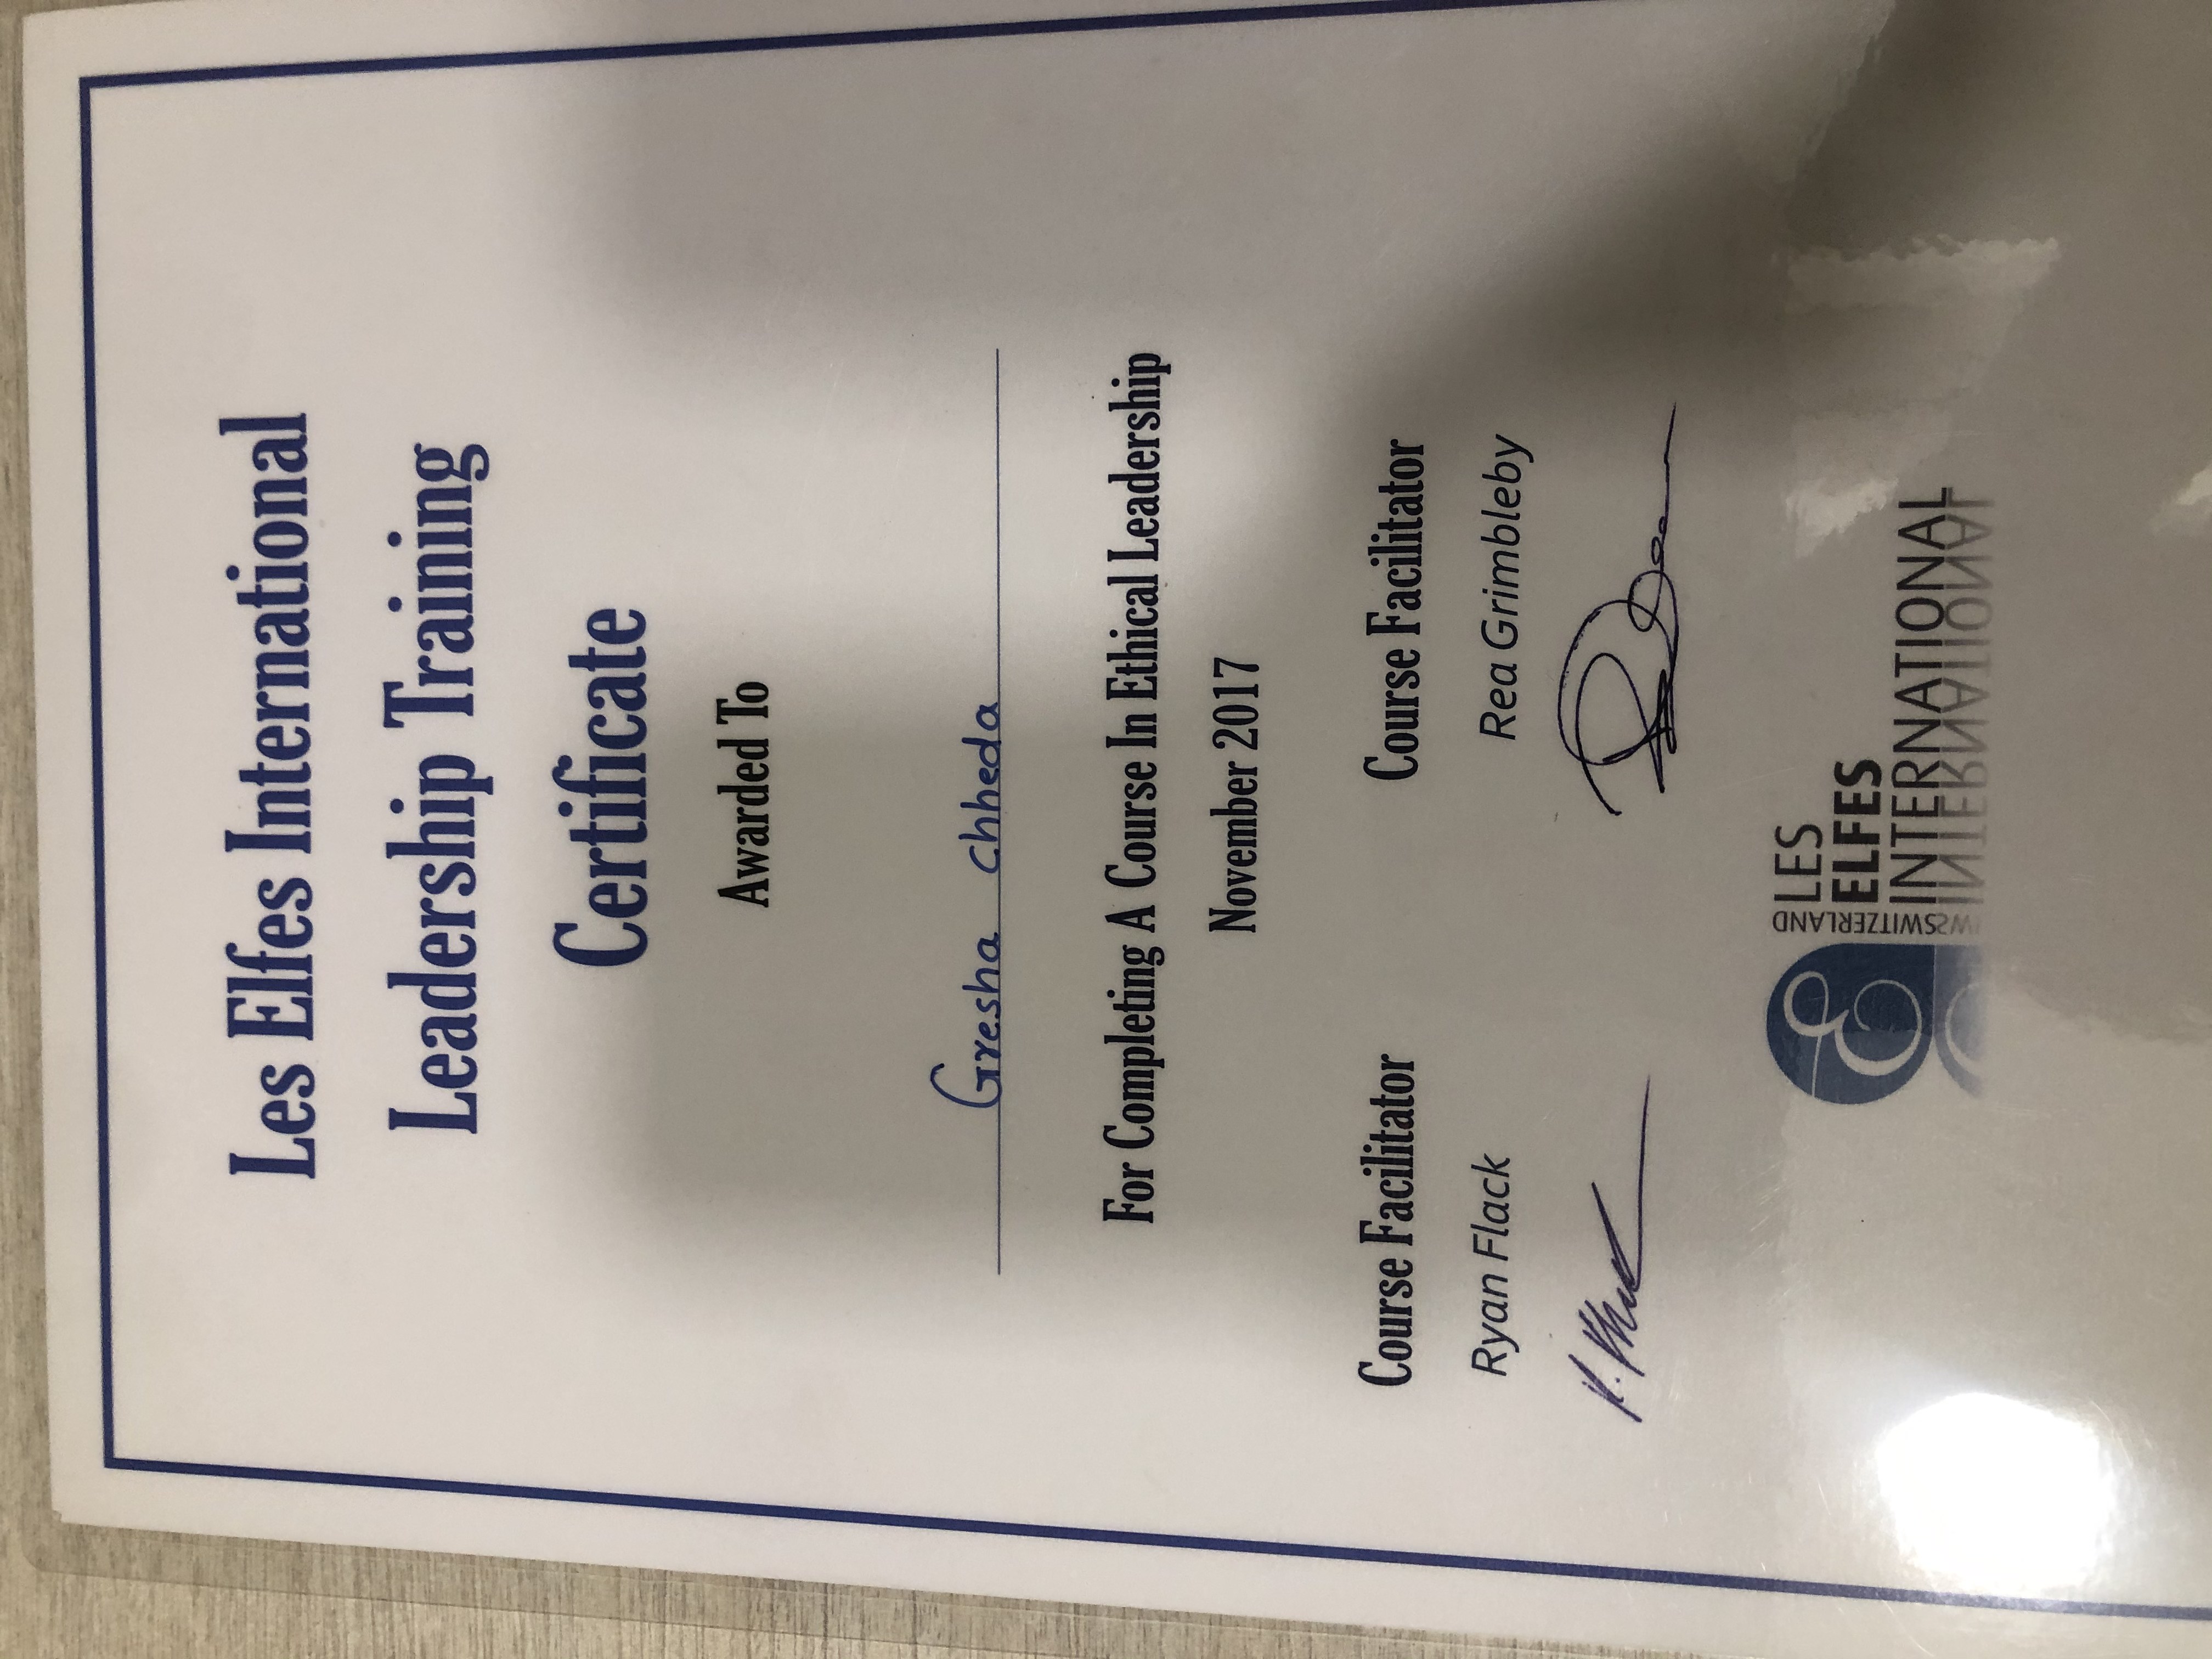 Les Elfes International
Leadership Training
Certificate
Awarded To
Gresha Chheda
For Completing A Course In Ethical Leadership
November 2017
Course Facilitator
Ryan Flack
Course Facilitator
Rea Grimbleby
SWITZERLAND
LES
ELFES
INTERNATIONAL